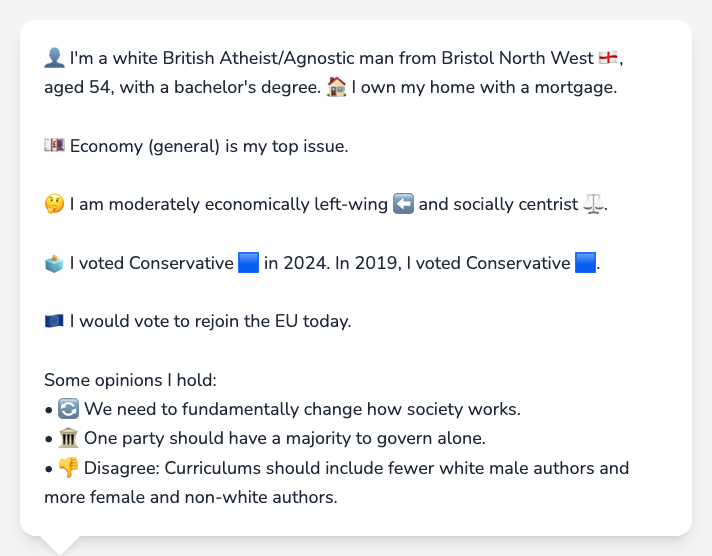 👤 I'm a white British Atheist/Agnostic man from Bristol North West 🏴󠁧󠁢󠁥󠁮󠁧󠁿,
aged 54, with a bachelor's degree. 🏠 I own my home with a mortgage.
💷 Economy (general) is my top issue.
🤔 I am moderately economically left-wing ⬅️ and socially centrist ⚖️.
🗳️ I voted Conservative 🟦 in 2024. In 2019, I voted Conservative 🟦.
🇪🇺 I would vote to rejoin the EU today.
Some opinions I hold:
• 🔄 We need to fundamentally change how society works.
• 🏛️ One party should have a majority to govern alone.
• 👎 Disagree: Curriculums should include fewer white male authors and
more female and non-white authors.